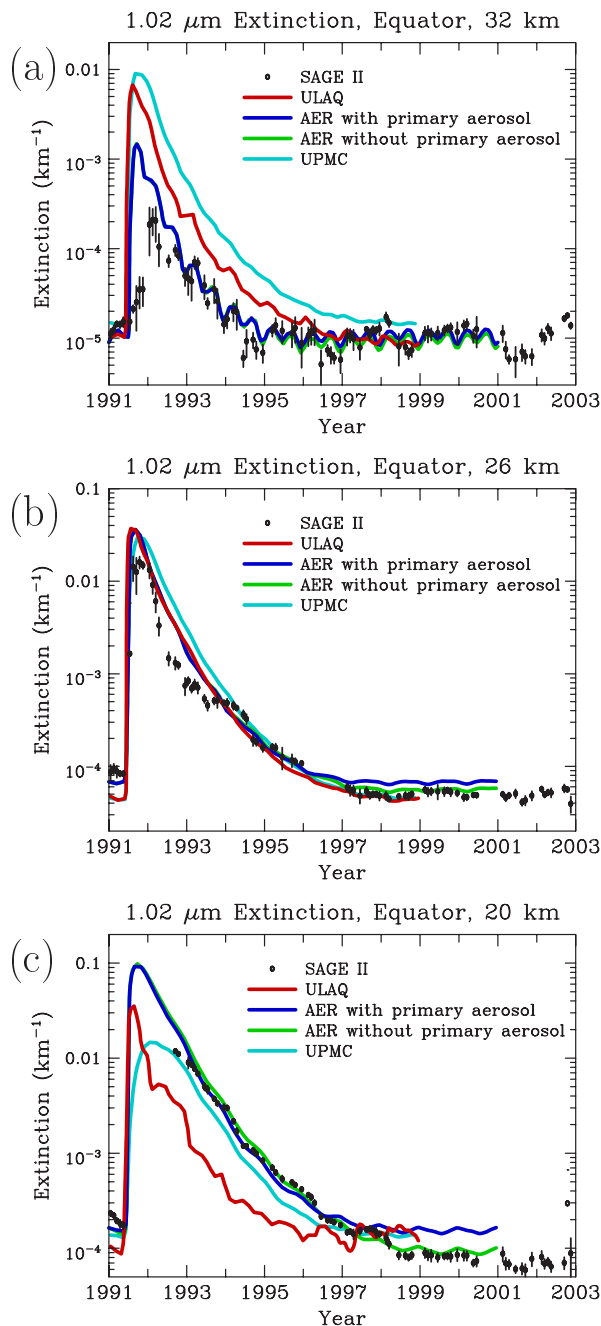 1.02 μm Extinction, Equator, 32 km
(a)
0.01
10⁻³
10⁻⁴
10⁻⁵
Extinction (km⁻¹)
SAGE II
ULAQ
AER with primary aerosol
AER without primary aerosol
UPMC
1991 1993 1995 1997 1999 2001 2003
Year
1.02 μm Extinction, Equator, 26 km
(b)
0.1
0.01
10⁻³
10⁻⁴
Extinction (km⁻¹)
SAGE II
ULAQ
AER with primary aerosol
AER without primary aerosol
UPMC
1991 1993 1995 1997 1999 2001 2003
Year
1.02 μm Extinction, Equator, 20 km
(c)
0.1
0.01
10⁻³
10⁻⁴
Extinction (km⁻¹)
SAGE II
ULAQ
AER with primary aerosol
AER without primary aerosol
UPMC
1991 1993 1995 1997 1999 2001 2003
Year